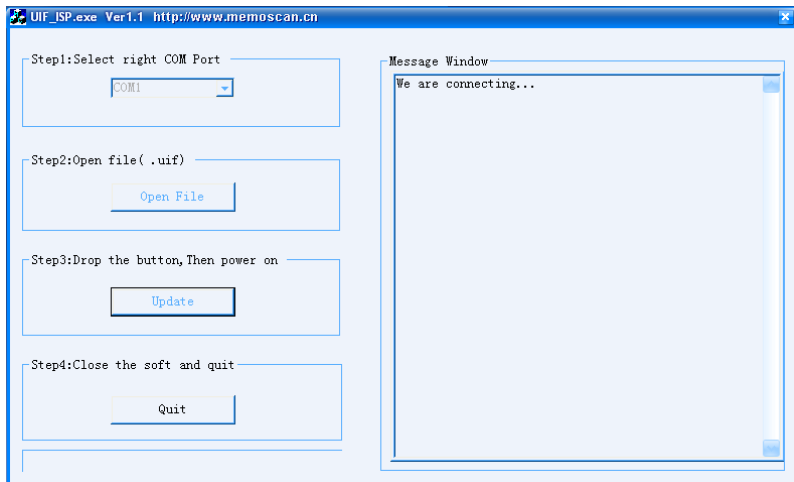 UIF_ISP.exe Ver1.1 http://www.memoscan.cn
Step1:Select right COM Port
COM1
Step2:Open file( .uif)
Open File
Step3:Drop the button,Then power on
Update
Step4:Close the soft and quit
Quit
Message Window
We are connecting...